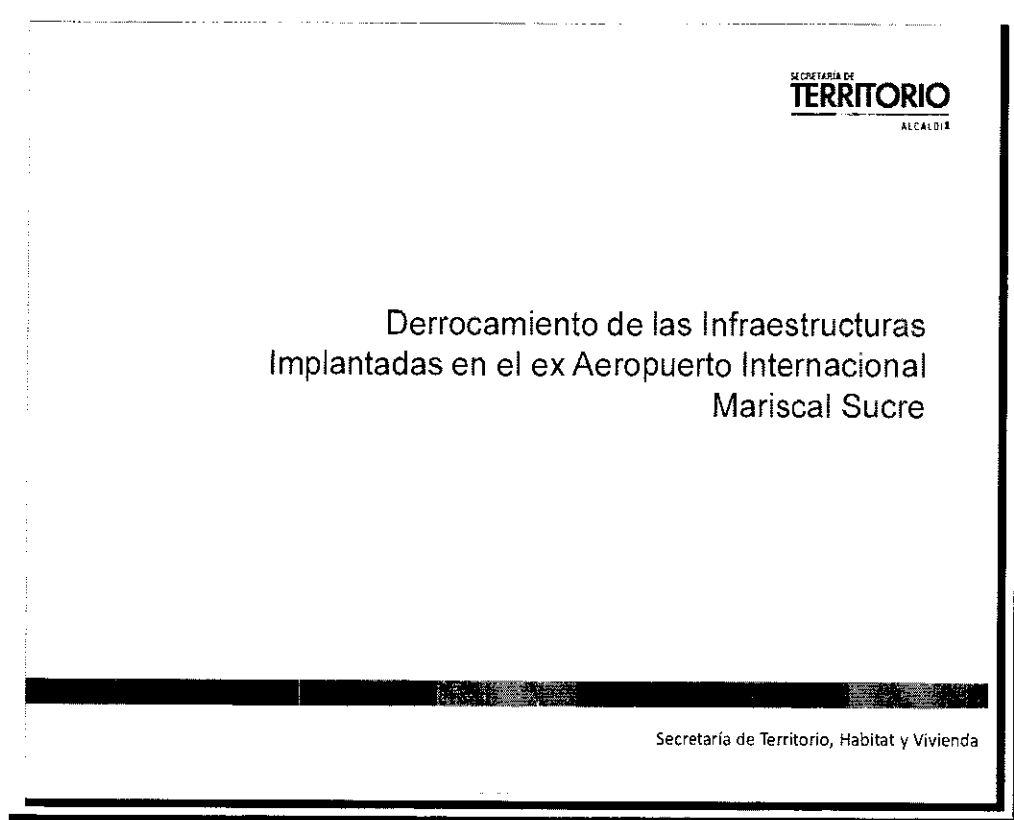 SECRETARÍA DE
TERRITORIO
ALCALDÍA
Derrocamiento de las Infraestructuras
Implantadas en el ex Aeropuerto Internacional
Mariscal Sucre
Secretaría de Territorio, Habitat y Vivienda